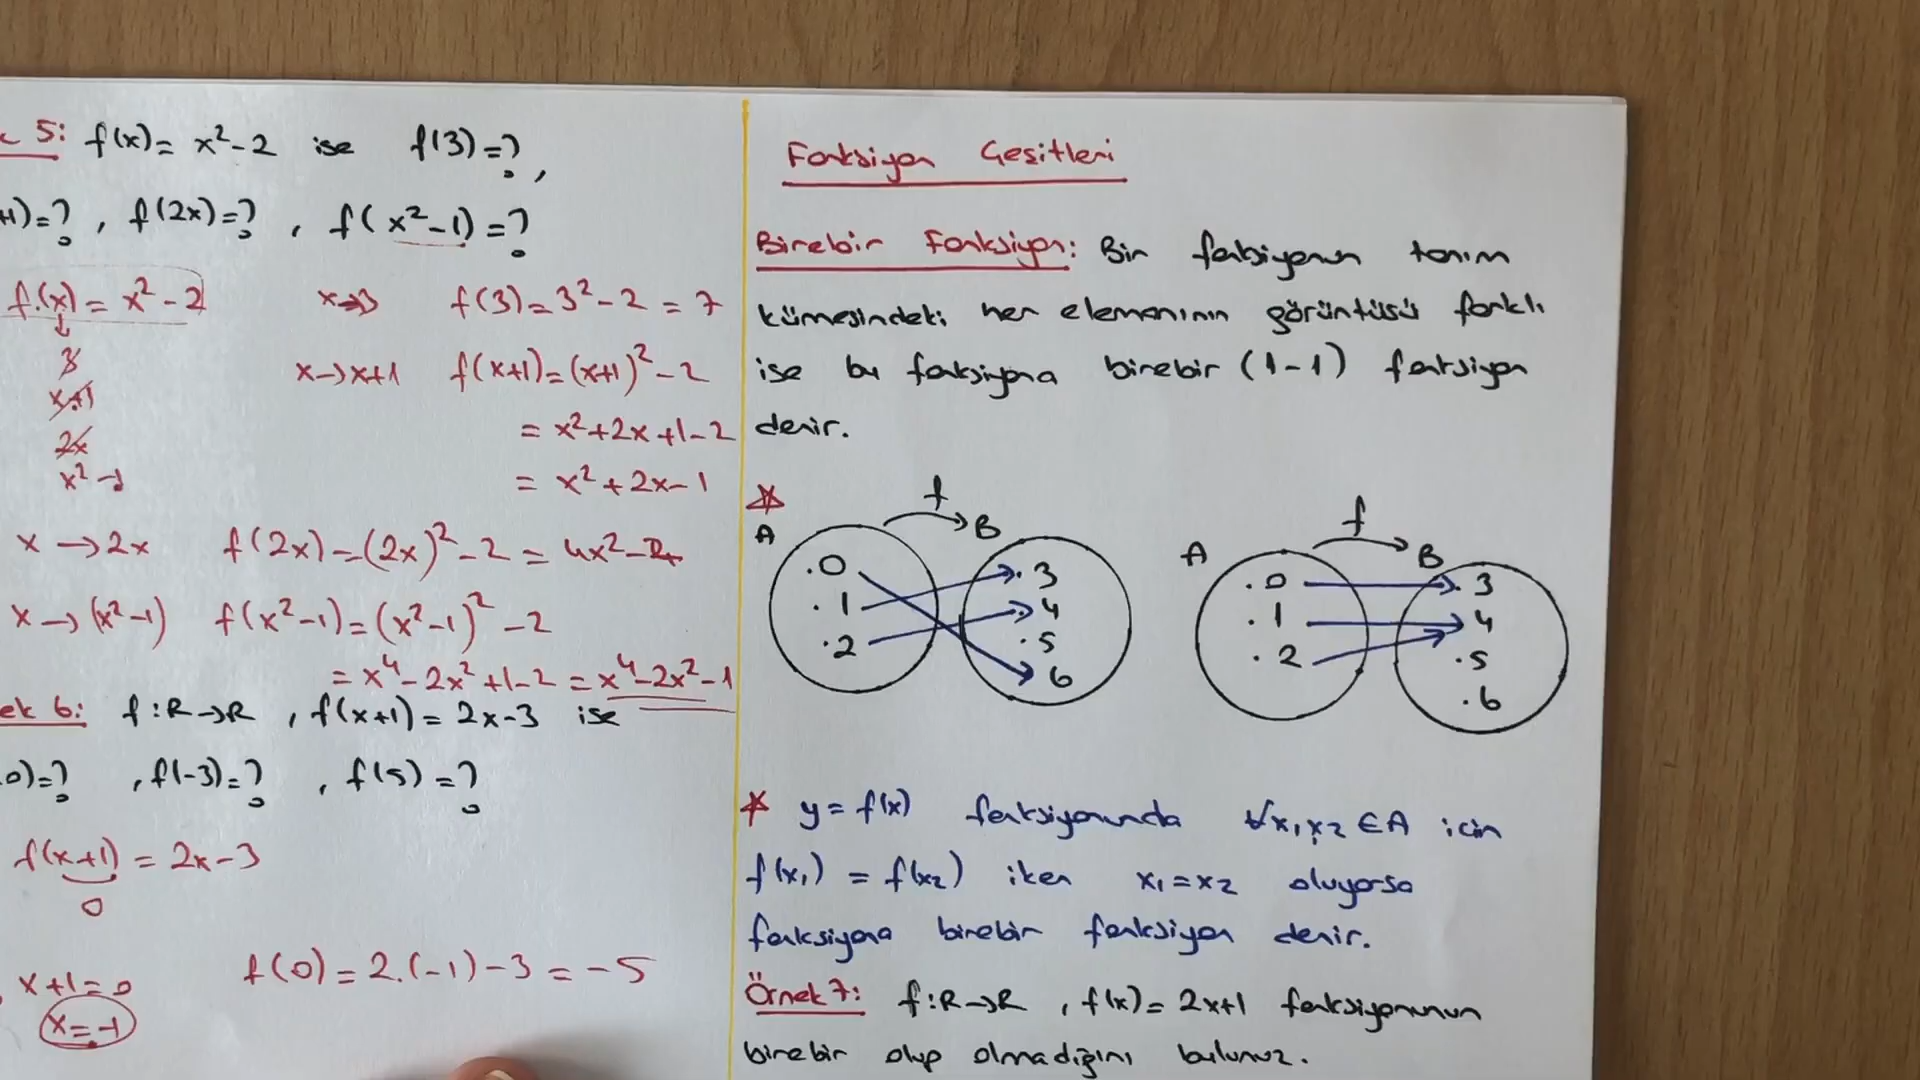 5: f(x) = x² - 2 ise f(3) = ?,
+1) = ?, f(2x) = ?, f(x² - 1) = ?
f(x) = x² - 2
3
x+1
2x
x² - 1
x → 3 f(3) = 3² - 2 = 7
x → x+1 f(x+1) = (x+1)² - 2
= x² + 2x + 1 - 2
= x² + 2x - 1
x → 2x f(2x) = (2x)² - 2 = 4x² - 2
x → (x² - 1) f(x² - 1) = (x² - 1)² - 2
= x⁴ - 2x² + 1 - 2 = x⁴ - 2x² - 1
ek 6: f : R → R , f(x+1) = 2x - 3 ise
0) = ? , f(-3) = ? , f(5) = ?
f(x+1) = 2x - 3
0
x + 1 = 0
x = -1
f(0) = 2.(-1) - 3 = -5
Fonksiyon Çeşitleri
Birebir Fonksiyon: Bir fonksiyonun tanım
kümesindeki her elemanının görüntüsü farklı
ise bu fonksiyona birebir (1-1) fonksiyon
denir.
f
A B
.0 .3
.1 .4
.2 .5
6
f
A B
.0 .3
.1 4
.2 .5
.6
y = f(x) fonksiyonunda ∀x₁, x₂ ∈ A için
f(x₁) = f(x₂) iken x₁ = x₂ oluyorsa
fonksiyona birebir fonksiyon denir.
Örnek 7: f : R → R , f(x) = 2x+1 fonksiyonunun
birebir olup olmadığını bulunuz.